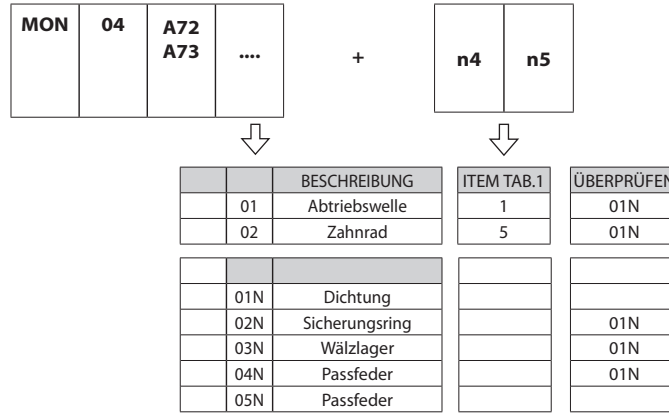 MON 04 A72 .... + n4 n5
A73
BESCHREIBUNG ITEM TAB.1 ÜBERPRÜFEN
01 Abtriebswelle 1 01N
02 Zahnrad 5 01N
01N Dichtung
02N Sicherungsring 01N
03N Wälzlager 01N
04N Passfeder 01N
05N Passfeder